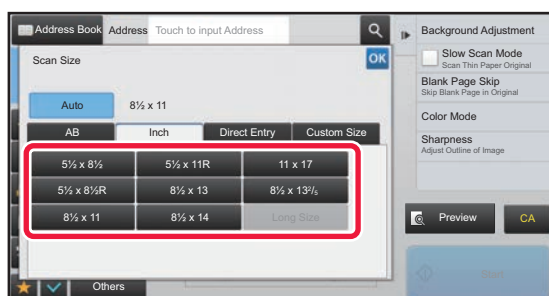 Address Book Address Touch to input Address
Scan Size OK
Auto 8½ x 11
AB Inch Direct Entry Custom Size
5½ x 8½ 5½ x 11R 11 x 17
5½ x 8½R 8½ x 13 8½ x 13²/₅
8½ x 11 8½ x 14 Long Size
Others
Background Adjustment
Slow Scan Mode
Scan Thin Paper Original
Blank Page Skip
Skip Blank Page in Original
Color Mode
Sharpness
Adjust Outline of Image
Preview CA
Scan